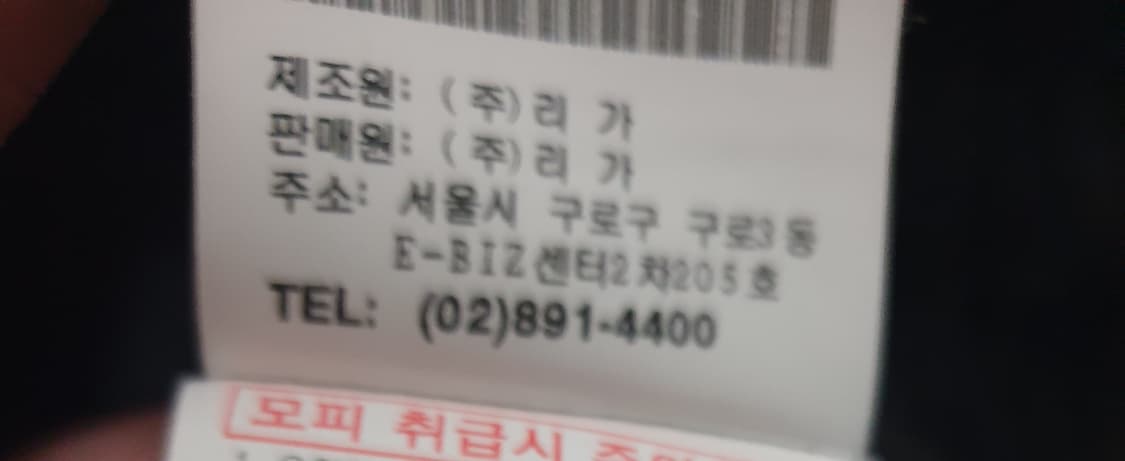 제조원: (주)리 가
판매원: (주)리 가
주소: 서울시 구로구 구로3동
E-BIZ센터2차205호
TEL: (02)891-4400
모피 취급시